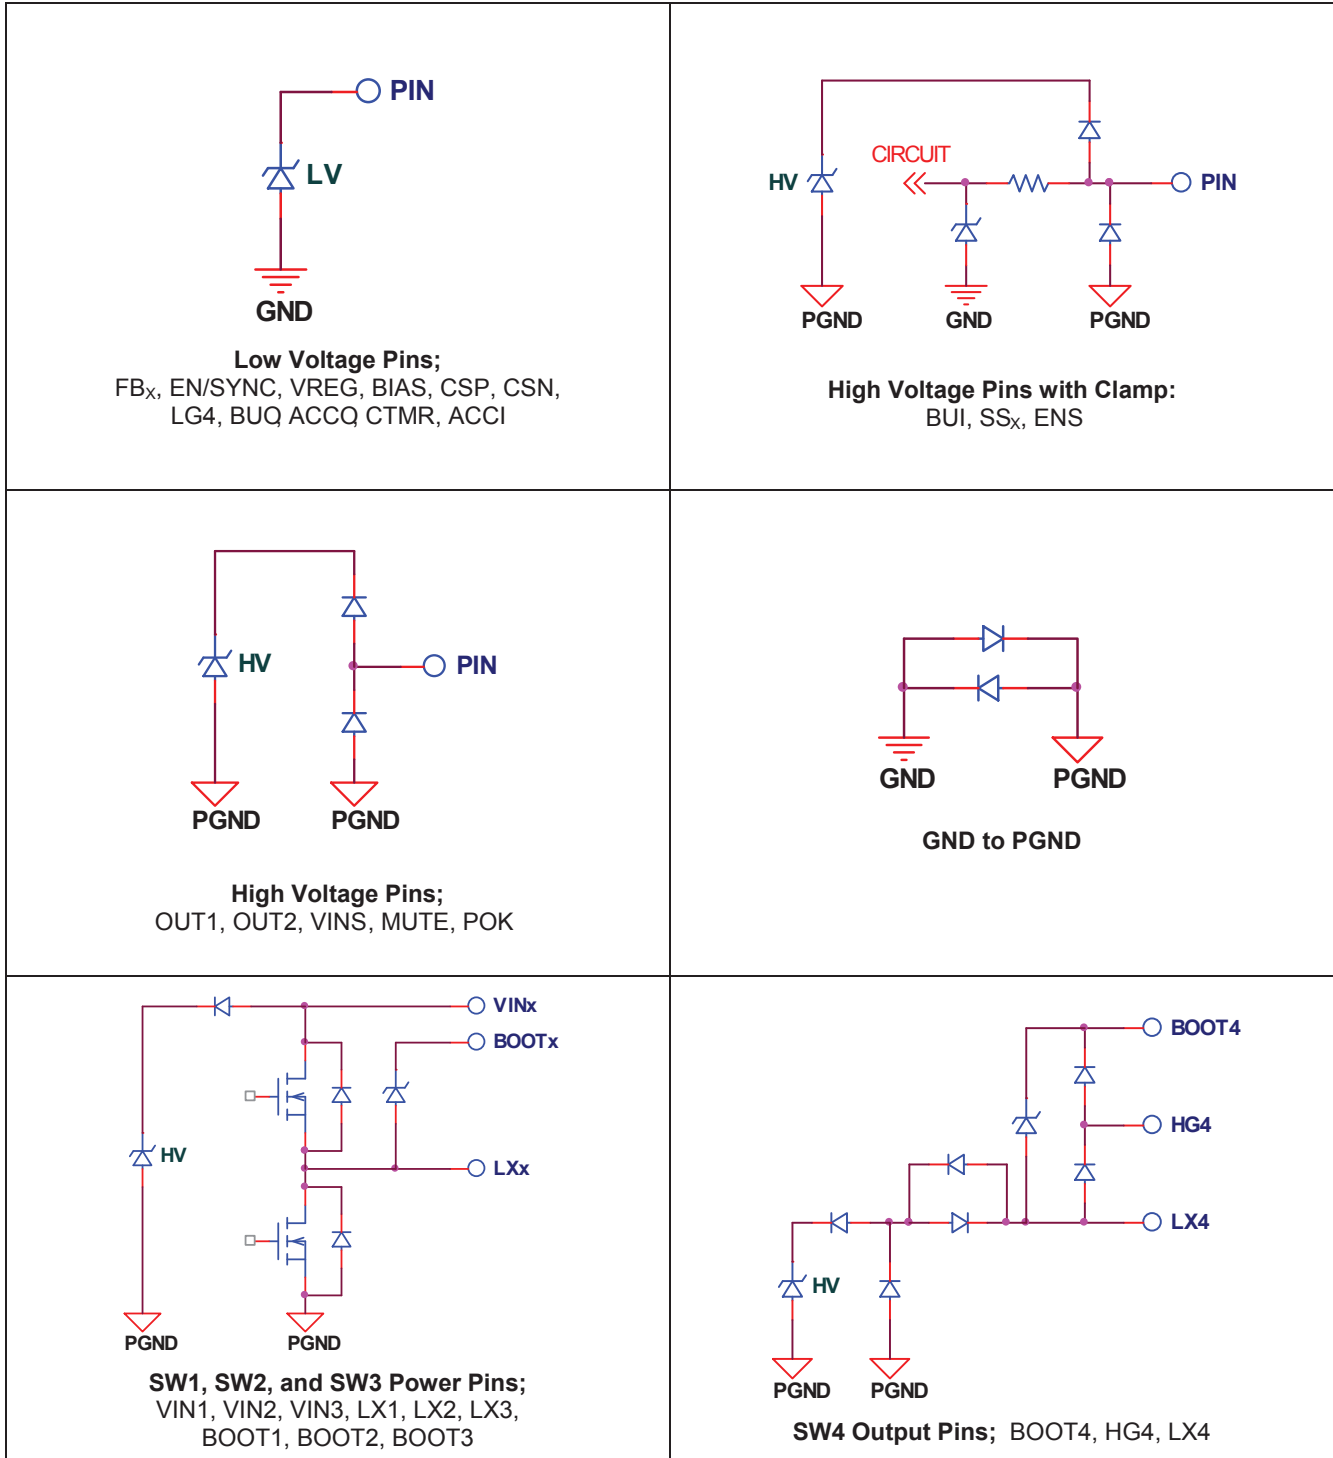 PIN
LV
GND
Low Voltage Pins;
FBX, EN/SYNC, VREG, BIAS, CSP, CSN,
LG4, BUO, ACCO, CTMR, ACCI
CIRCUIT
HV
PIN
PGND
GND
PGND
High Voltage Pins with Clamp:
BUI, SSX, ENS
HV
PIN
PGND
PGND
High Voltage Pins;
OUT1, OUT2, VINS, MUTE, POK
GND
PGND
GND to PGND
VINx
BOOTx
HV
LXx
PGND
PGND
SW1, SW2, and SW3 Power Pins;
VIN1, VIN2, VIN3, LX1, LX2, LX3,
BOOT1, BOOT2, BOOT3
BOOT4
HG4
LX4
HV
PGND
PGND
SW4 Output Pins; BOOT4, HG4, LX4